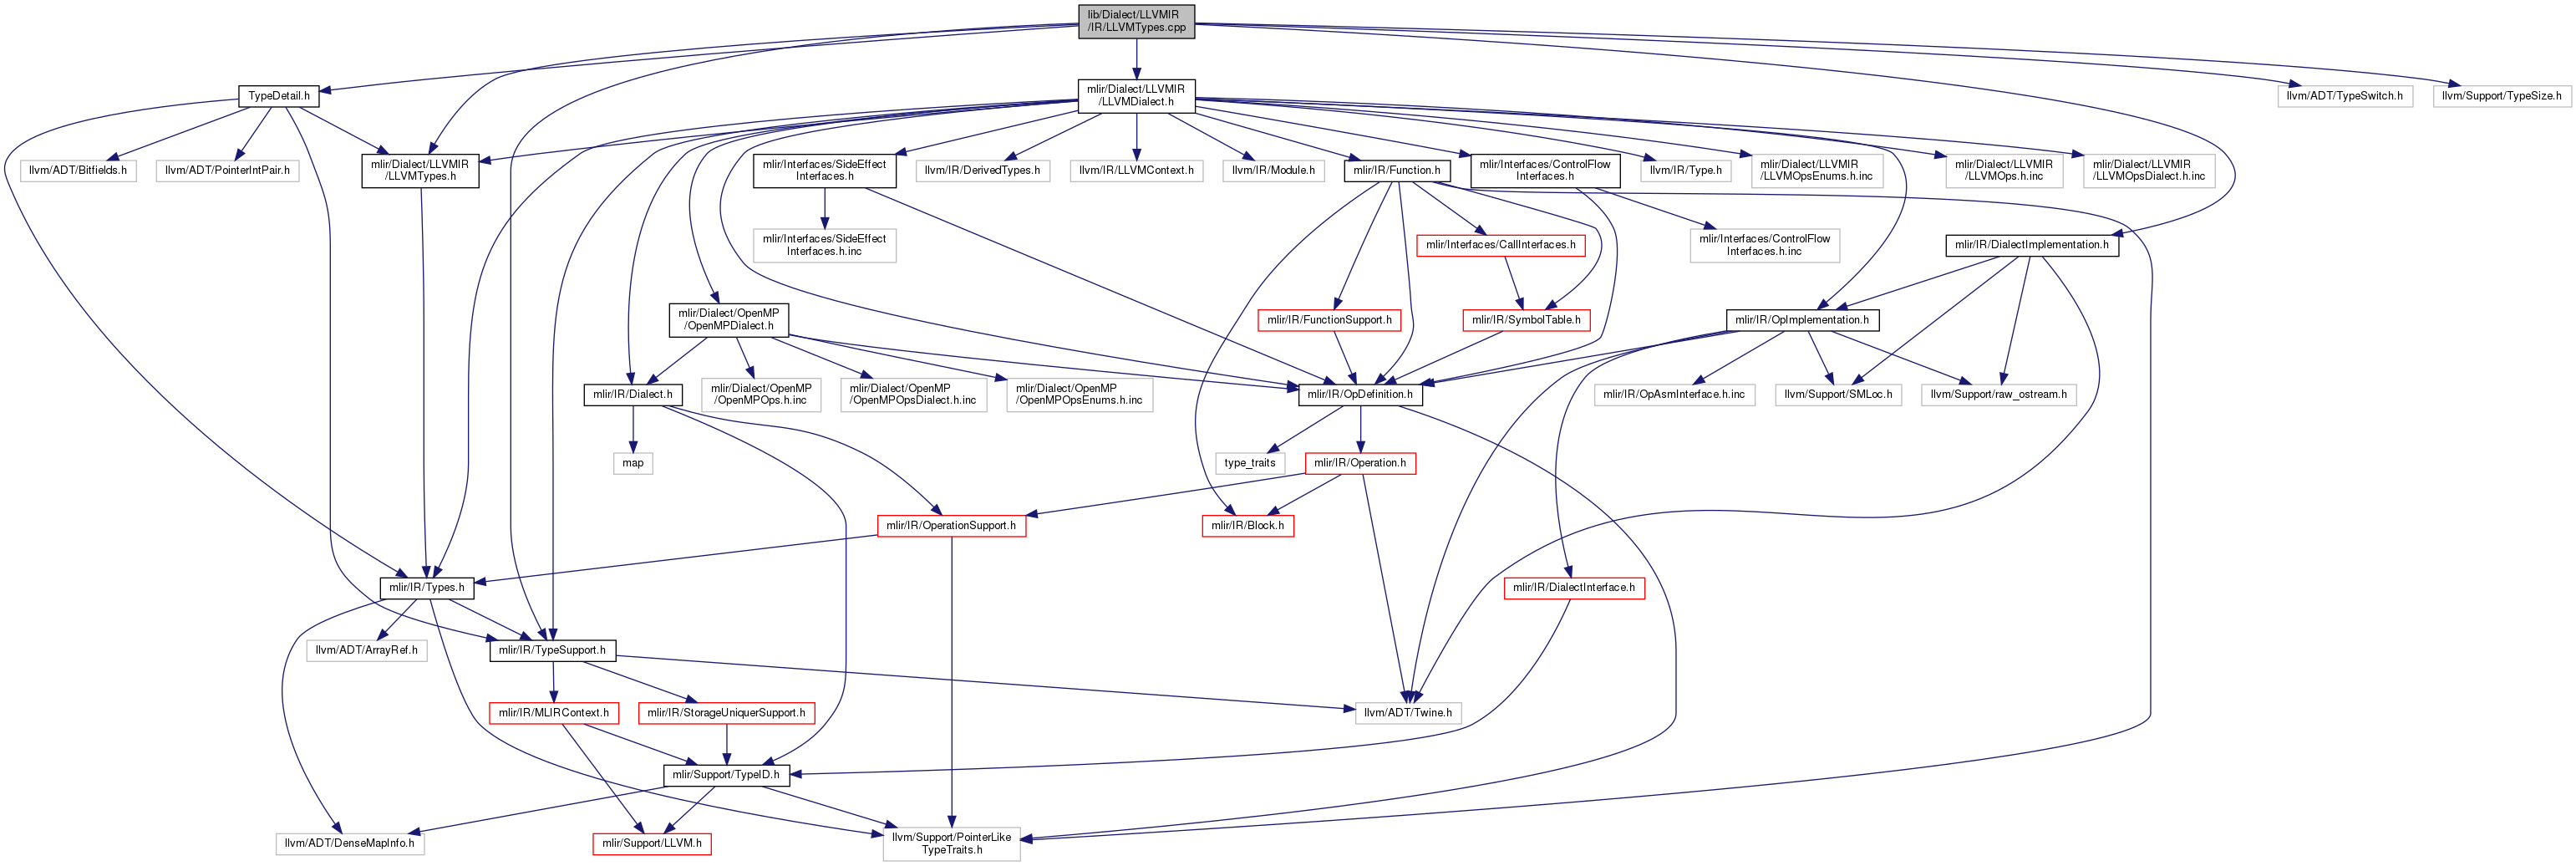 lib/Dialect/LLVMIR
/IR/LLVMTypes.cpp
TypeDetail.h
mlir/Dialect/LLVMIR
/LLVMDialect.h
llvm/ADT/TypeSwitch.h
llvm/Support/TypeSize.h
llvm/ADT/Bitfields.h
llvm/ADT/PointerIntPair.h
mlir/Dialect/LLVMIR
/LLVMTypes.h
mlir/Interfaces/SideEffect
Interfaces.h
llvm/IR/DerivedTypes.h
llvm/IR/LLVMContext.h
llvm/IR/Module.h
mlir/IR/Function.h
mlir/Interfaces/ControlFlow
Interfaces.h
llvm/IR/Type.h
mlir/Dialect/LLVMIR
/LLVMOpsEnums.h.inc
mlir/Dialect/LLVMIR
/LLVMOps.h.inc
mlir/Dialect/LLVMIR
/LLVMOpsDialect.h.inc
mlir/Interfaces/SideEffect
Interfaces.h.inc
mlir/Interfaces/CallInterfaces.h
mlir/Interfaces/ControlFlow
Interfaces.h.inc
mlir/IR/DialectImplementation.h
mlir/Dialect/OpenMP
/OpenMPDialect.h
mlir/IR/FunctionSupport.h
mlir/IR/SymbolTable.h
mlir/IR/OpImplementation.h
mlir/IR/Dialect.h
mlir/Dialect/OpenMP
/OpenMPOps.h.inc
mlir/Dialect/OpenMP
/OpenMPOpsDialect.h.inc
mlir/Dialect/OpenMP
/OpenMPOpsEnums.h.inc
mlir/IR/OpDefinition.h
mlir/IR/OpAsmInterface.h.inc
llvm/Support/SMLoc.h
llvm/Support/raw_ostream.h
map
type_traits
mlir/IR/Operation.h
mlir/IR/OperationSupport.h
mlir/IR/Block.h
mlir/IR/Types.h
mlir/IR/DialectInterface.h
llvm/ADT/ArrayRef.h
mlir/IR/TypeSupport.h
mlir/IR/MLIRContext.h
mlir/IR/StorageUniquerSupport.h
llvm/ADT/Twine.h
mlir/Support/TypeID.h
llvm/ADT/DenseMapInfo.h
mlir/Support/LLVM.h
llvm/Support/PointerLike
TypeTraits.h